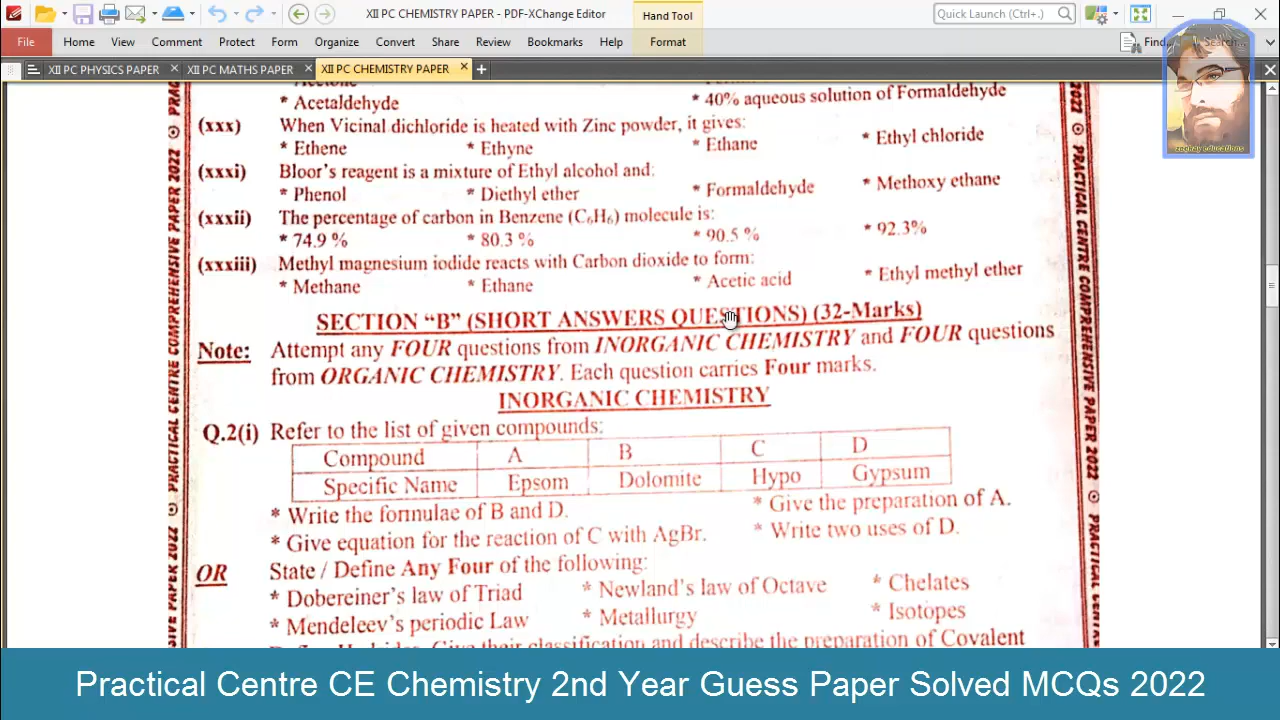 XII PC CHEMISTRY PAPER - PDF-XChange Editor
Hand Tool
Quick Launch (Ctrl+.)
File Home View Comment Protect Form Organize Convert Share Review Bookmarks Help Format Find... Search...
XII PC PHYSICS PAPER XII PC MATHS PAPER XII PC CHEMISTRY PAPER
* Acetaldehyde * 40% aqueous solution of Formaldehyde
(xxx) When Vicinal dichloride is heated with Zinc powder, it gives:
* Ethene * Ethyne * Ethane * Ethyl chloride
(xxxi) Bloor's reagent is a mixture of Ethyl alcohol and:
* Phenol * Diethyl ether * Formaldehyde * Methoxy ethane
(xxxii) The percentage of carbon in Benzene (C₆H₆) molecule is:
* 74.9 % * 80.3 % * 90.5 % * 92.3%
(xxxiii) Methyl magnesium iodide reacts with Carbon dioxide to form:
* Methane * Ethane * Acetic acid * Ethyl methyl ether
SECTION “B” (SHORT ANSWERS QUESTIONS) (32-Marks)
Note: Attempt any FOUR questions from INORGANIC CHEMISTRY and FOUR questions
from ORGANIC CHEMISTRY. Each question carries Four marks.
INORGANIC CHEMISTRY
Q.2(i) Refer to the list of given compounds:
Compound A B C D
Specific Name Epsom Dolomite Hypo Gypsum
* Write the formulae of B and D. * Give the preparation of A.
* Give equation for the reaction of C with AgBr. * Write two uses of D.
OR State / Define Any Four of the following:
* Dobereiner's law of Triad * Newland's law of Octave * Chelates
* Mendeleev's periodic Law * Metallurgy * Isotopes
PRACTICAL CENTRE COMPREHENSIVE PAPER 2022
PRACTICAL CENTRE COMPREHENSIVE PAPER 2022
zeekay educations
Practical Centre CE Chemistry 2nd Year Guess Paper Solved MCQs 2022